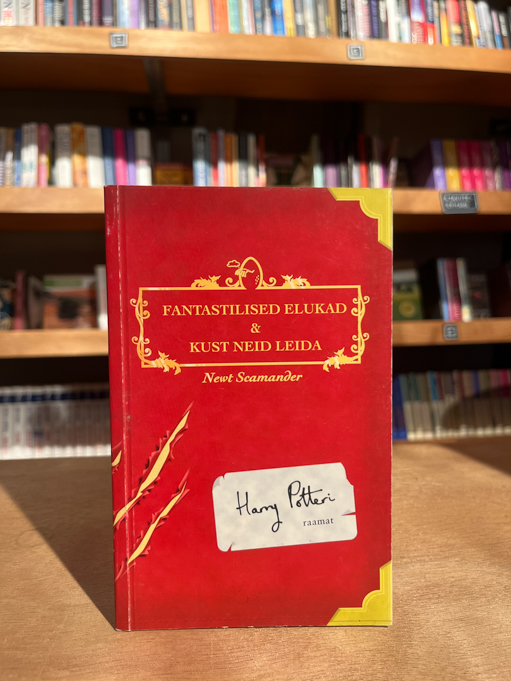 FANTASTILISED ELUKAD
&
KUST NEID LEIDA
Newt Scamander
Harry Potteri
raamat